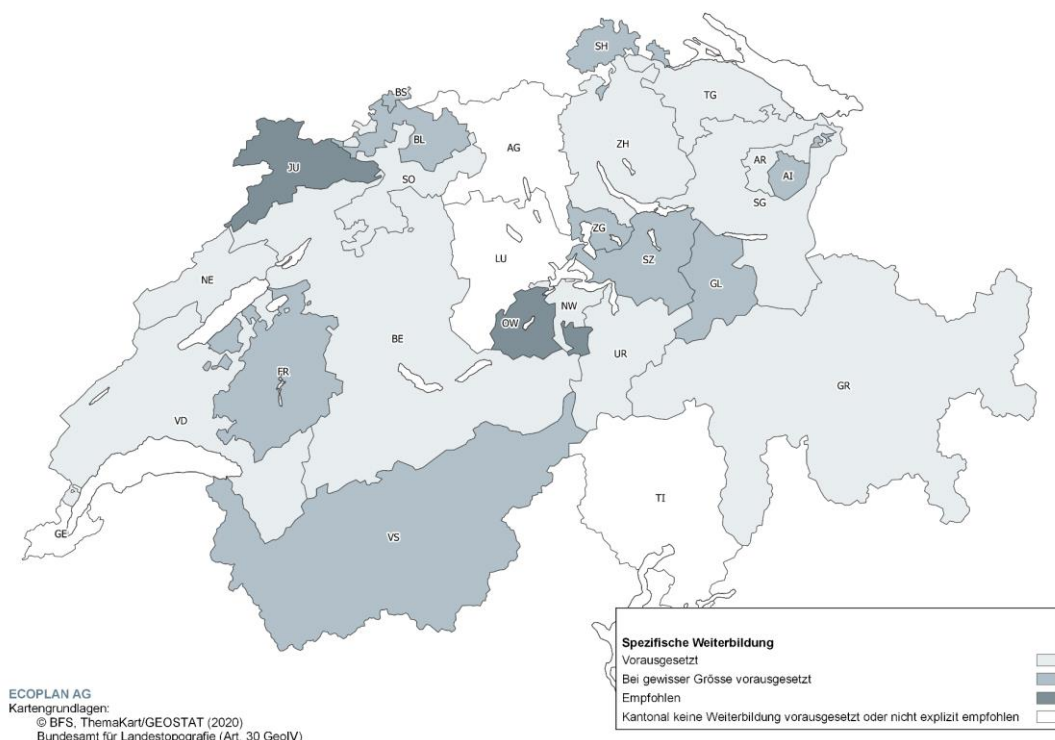 SH
BS
TG
BL
AG
ZH
JU
AR
AI
SO
SG
ZG
LU
SZ
NE
GL
NW
OW
BE
UR
FR
GR
VD
TI
GE
VS
Spezifische Weiterbildung
Vorausgesetzt
Bei gewisser Grösse vorausgesetzt
Empfohlen
Kantonal keine Weiterbildung vorausgesetzt oder nicht explizit empfohlen
ECOPLAN AG
Kartengrundlagen:
© BFS, ThemaKart/GEOSTAT (2020)
Bundesamt für Landestopografie (Art. 30 GeoIV)